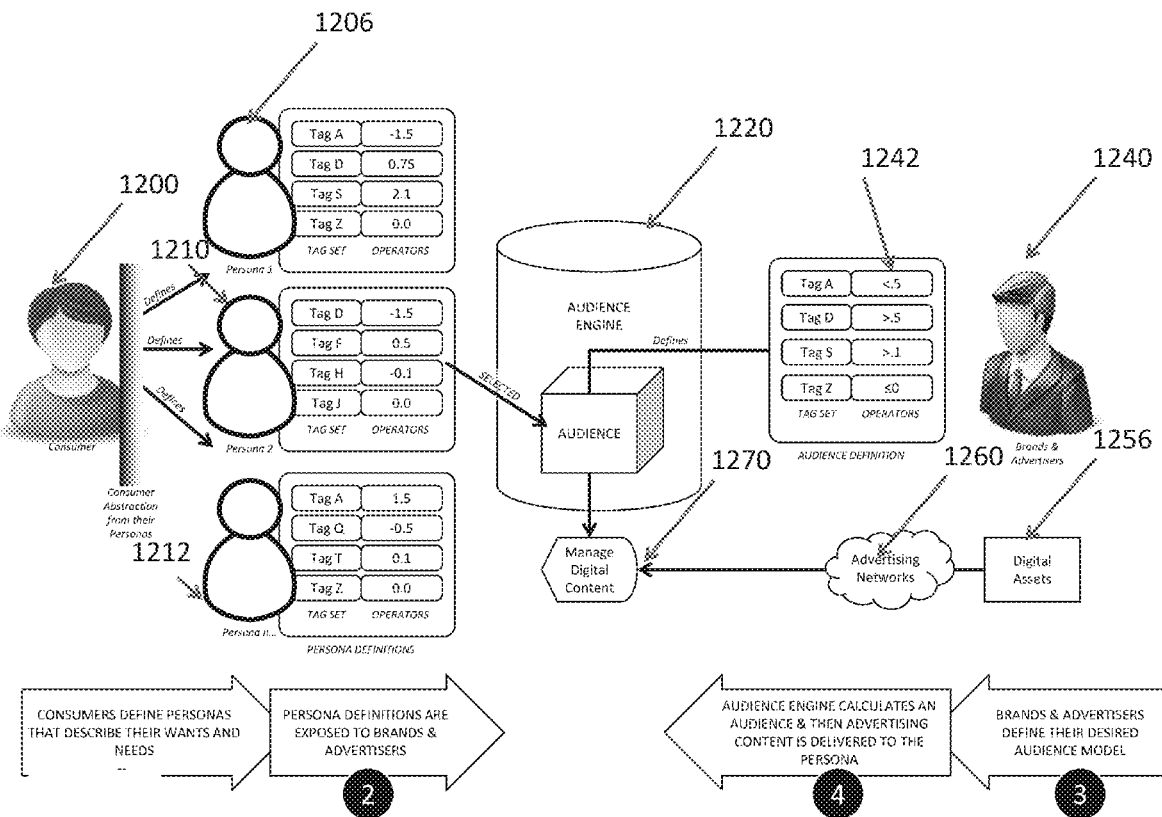 1206
1220
1242
1240
1200
1210
Tag A -1.5
Tag D 0.75
Tag S 2.1
Tag Z 0.0
TAG SET OPERATORS
Persona 1
Defines
Defines
Defines
Consumer
Consumer
Abstraction
from their
Personas
Tag D -1.5
Tag F 0.5
Tag H -0.1
Tag J 0.0
TAG SET OPERATORS
Persona 2
SELECTED
AUDIENCE
ENGINE
Defines
AUDIENCE
Tag A <.5
Tag D >.5
Tag S >.1
Tag Z ≤0
TAG SET OPERATORS
AUDIENCE DEFINITION
Brands &
Advertisers
1270
1260
1256
1212
Tag A 1.5
Tag Q -0.5
Tag T 0.1
Tag Z 0.0
TAG SET OPERATORS
Persona n...
PERSONA DEFINITIONS
Manage
Digital
Content
Advertising
Networks
Digital
Assets
CONSUMERS DEFINE PERSONAS
THAT DESCRIBE THEIR WANTS AND
NEEDS
PERSONA DEFINITIONS ARE
EXPOSED TO BRANDS &
ADVERTISERS
2
AUDIENCE ENGINE CALCULATES AN
AUDIENCE & THEN ADVERTISING
CONTENT IS DELIVERED TO THE
PERSONA
4
BRANDS & ADVERTISERS
DEFINE THEIR DESIRED
AUDIENCE MODEL
3